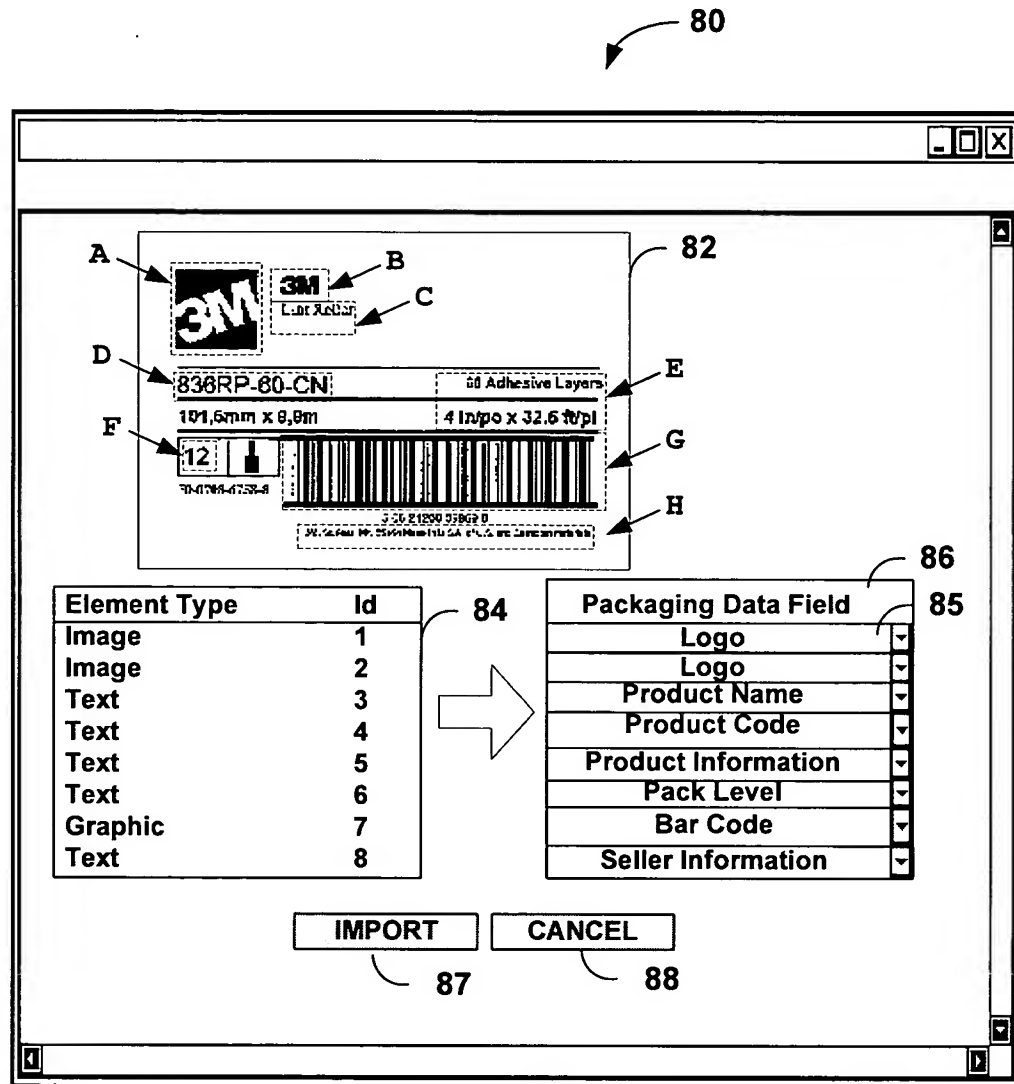 80
A
3M
3M
B
C
82
D
836RP-60-CN
60 Adhesive Layers
E
101,6mm x 9,9m
4 in/po x 32.6 ft/pi
F
12
G
H
86
Element Type Id
84
Packaging Data Field
85
Image 1
Logo
Image 2
Logo
Text 3
Product Name
Text 4
Product Code
Text 5
Product Information
Text 6
Pack Level
Graphic 7
Bar Code
Text 8
Seller Information
IMPORT
CANCEL
87
88